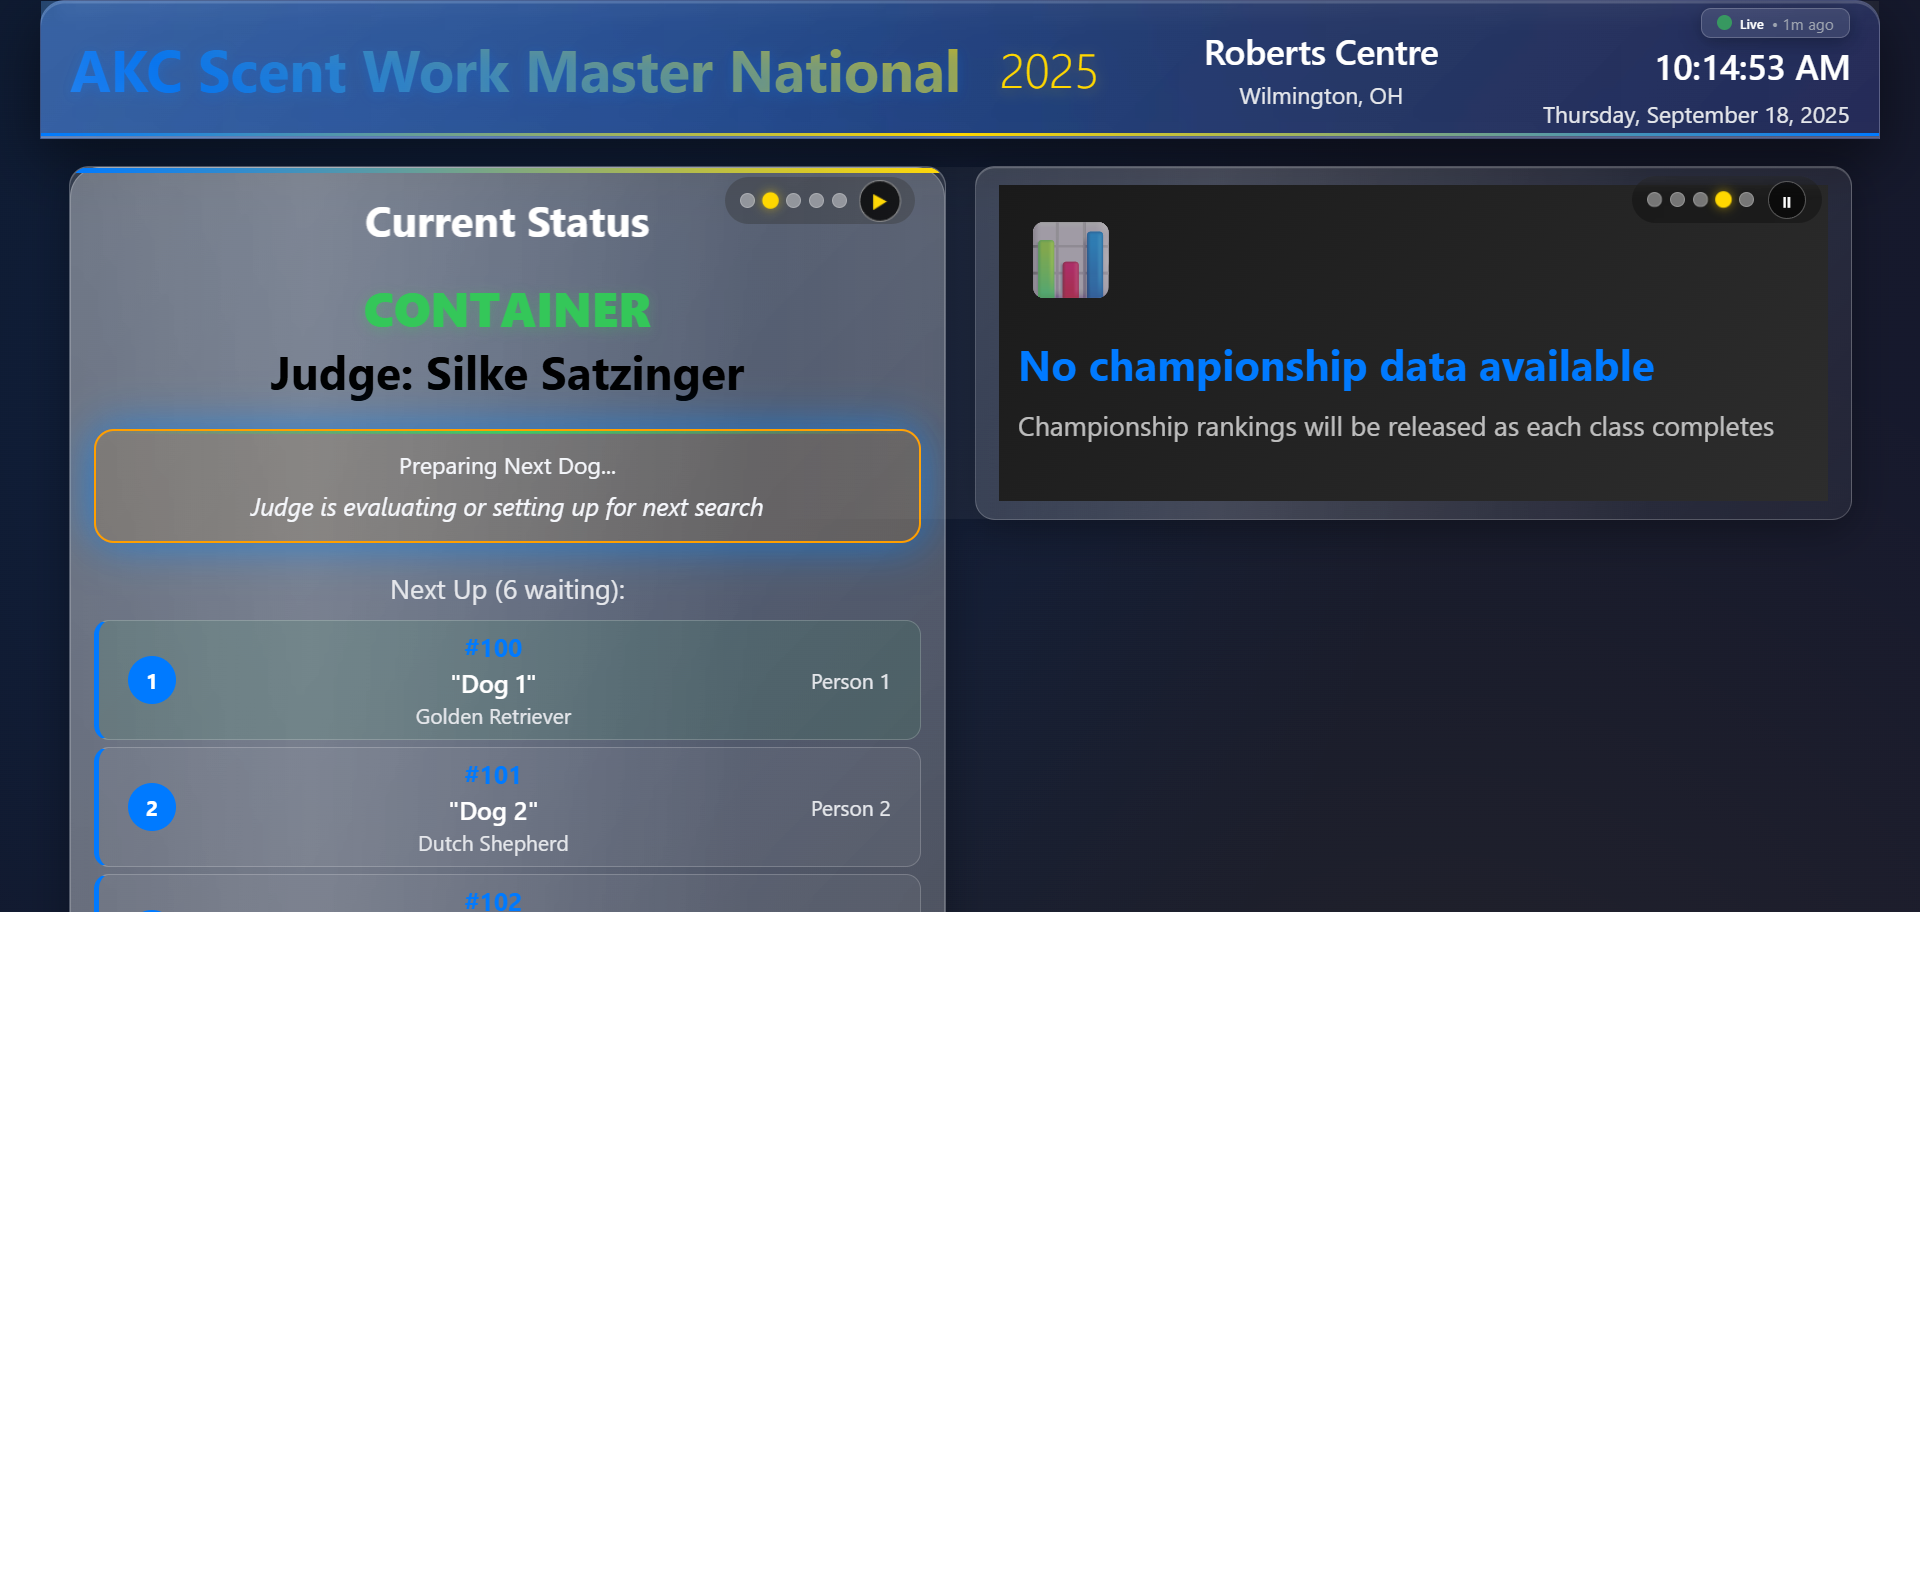 AKC Scent Work Master National 2025
Roberts Centre
Wilmington, OH
Live • 1m ago
10:14:53 AM
Thursday, September 18, 2025
Current Status
CONTAINER
Judge: Silke Satzinger
Preparing Next Dog...
Judge is evaluating or setting up for next search
Next Up (6 waiting):
1
#100
"Dog 1"
Golden Retriever
Person 1
2
#101
"Dog 2"
Dutch Shepherd
Person 2
#102
No championship data available
Championship rankings will be released as each class completes